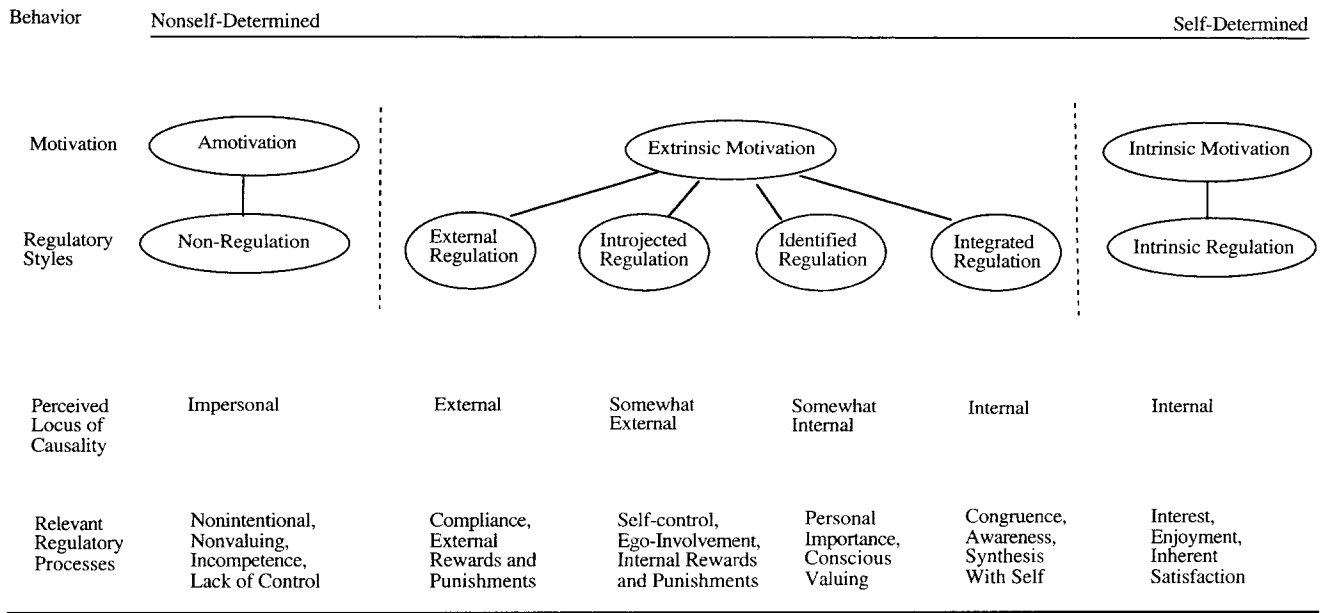 Behavior
Nonself-Determined
Self-Determined
Motivation
Amotivation
Extrinsic Motivation
Intrinsic Motivation
Regulatory
Styles
Non-Regulation
External
Regulation
Introjected
Regulation
Identified
Regulation
Integrated
Regulation
Intrinsic Regulation
Perceived
Locus of
Causality
Impersonal
External
Somewhat
External
Somewhat
Internal
Internal
Internal
Relevant
Regulatory
Processes
Nonintentional,
Nonvaluing,
Incompetence,
Lack of Control
Compliance,
External
Rewards and
Punishments
Self-control,
Ego-Involvement,
Internal Rewards
and Punishments
Personal
Importance,
Conscious
Valuing
Congruence,
Awareness,
Synthesis
With Self
Interest,
Enjoyment,
Inherent
Satisfaction